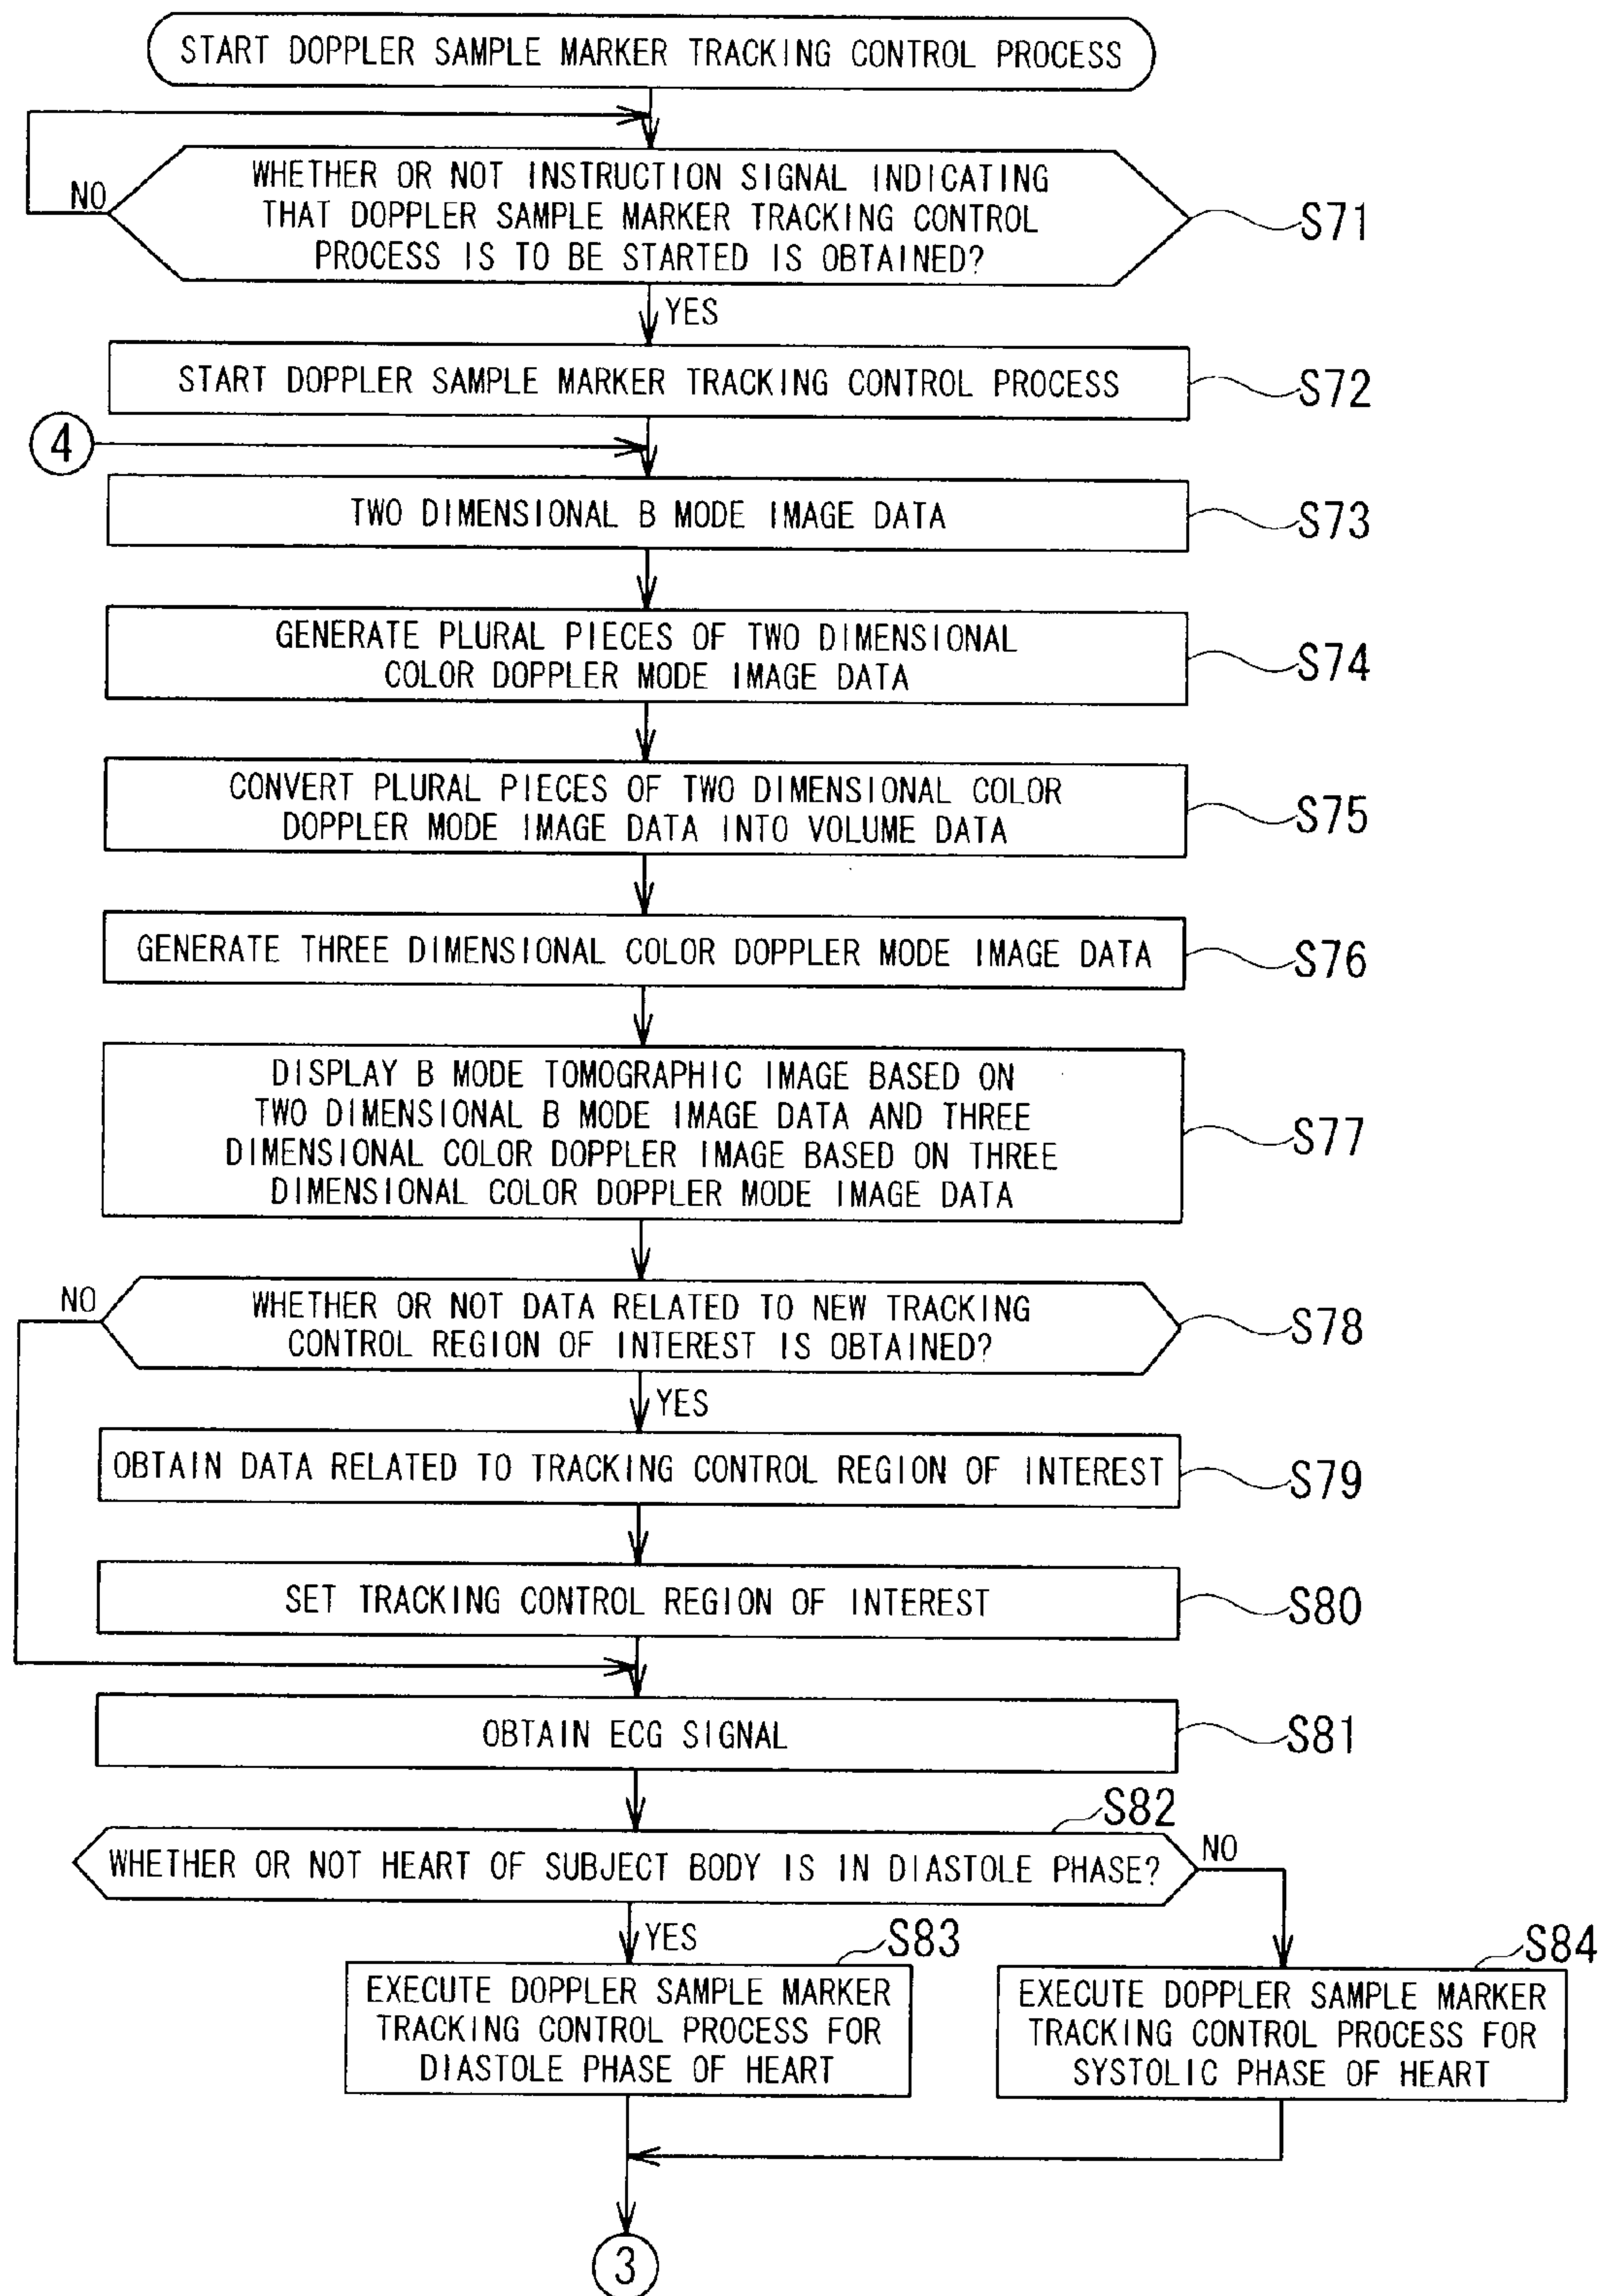 START DOPPLER SAMPLE MARKER TRACKING CONTROL PROCESS
NO
WHETHER OR NOT INSTRUCTION SIGNAL INDICATING
THAT DOPPLER SAMPLE MARKER TRACKING CONTROL
PROCESS IS TO BE STARTED IS OBTAINED?
S71
YES
START DOPPLER SAMPLE MARKER TRACKING CONTROL PROCESS
S72
4
TWO DIMENSIONAL B MODE IMAGE DATA
S73
GENERATE PLURAL PIECES OF TWO DIMENSIONAL
COLOR DOPPLER MODE IMAGE DATA
S74
CONVERT PLURAL PIECES OF TWO DIMENSIONAL COLOR
DOPPLER MODE IMAGE DATA INTO VOLUME DATA
S75
GENERATE THREE DIMENSIONAL COLOR DOPPLER MODE IMAGE DATA
S76
DISPLAY B MODE TOMOGRAPHIC IMAGE BASED ON
TWO DIMENSIONAL B MODE IMAGE DATA AND THREE
DIMENSIONAL COLOR DOPPLER IMAGE BASED ON THREE
DIMENSIONAL COLOR DOPPLER MODE IMAGE DATA
S77
NO
WHETHER OR NOT DATA RELATED TO NEW TRACKING
CONTROL REGION OF INTEREST IS OBTAINED?
S78
YES
OBTAIN DATA RELATED TO TRACKING CONTROL REGION OF INTEREST
S79
SET TRACKING CONTROL REGION OF INTEREST
S80
OBTAIN ECG SIGNAL
S81
S82
WHETHER OR NOT HEART OF SUBJECT BODY IS IN DIASTOLE PHASE?
NO
YES
S83
EXECUTE DOPPLER SAMPLE MARKER
TRACKING CONTROL PROCESS FOR
DIASTOLE PHASE OF HEART
S84
EXECUTE DOPPLER SAMPLE MARKER
TRACKING CONTROL PROCESS FOR
SYSTOLIC PHASE OF HEART
3